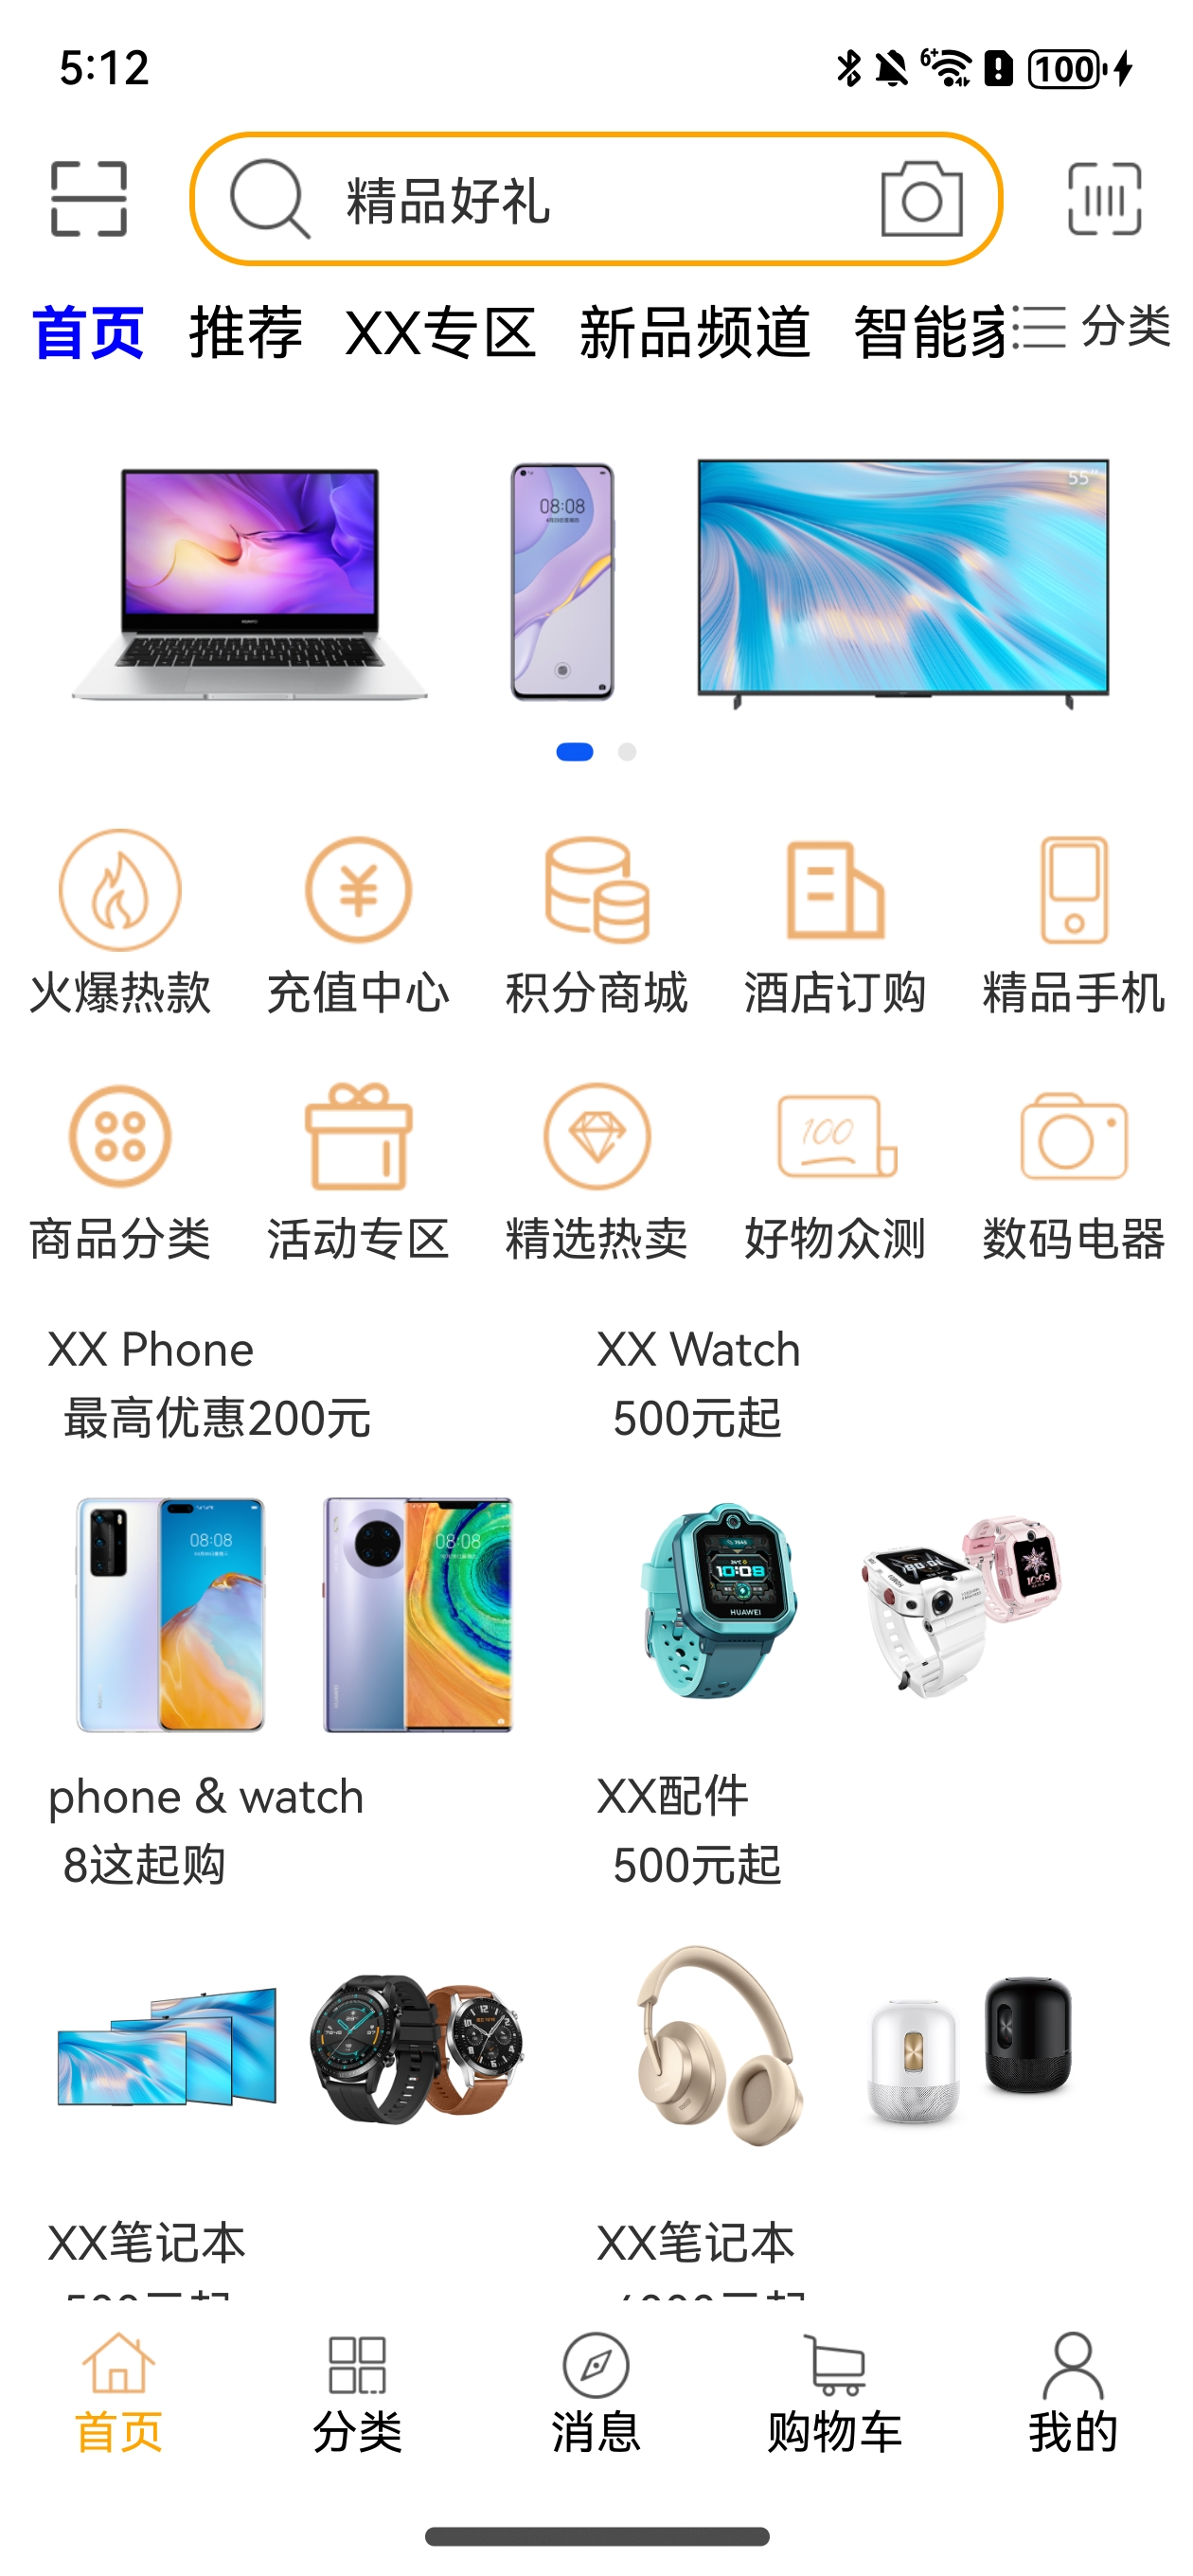 5:12
6+
100
精品好礼
首页 推荐 XX专区 新品频道 智能家 分类
55"
08:08
火爆热款 充值中心 积分商城 酒店订购 精品手机
100
商品分类 活动专区 精选热卖 好物众测 数码电器
XX Phone XX Watch
最高优惠200元 500元起
08:08 08:08
10:08
HUAWEI
phone & watch XX配件
8这起购 500元起
XX笔记本 XX笔记本
首页 分类 消息 购物车 我的